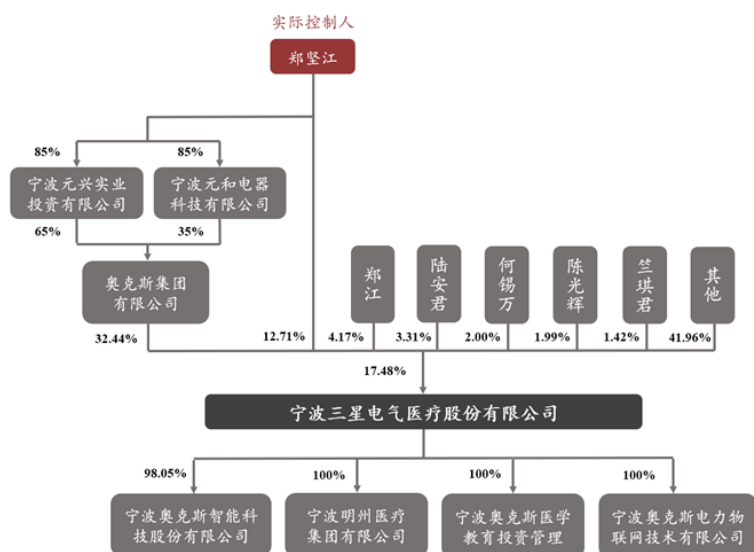 实际控制人
郑坚江
85%
85%
宁波元兴实业
投资有限公司
宁波元和电器
科技有限公司
65%
35%
奥克斯集团
有限公司
郑江
陆安君
何锡万
陈光辉
竺琪君
其他
32.44%
12.71%
4.17%
3.31%
2.00%
1.99%
1.42%
41.96%
17.48%
宁波三星电气医疗股份有限公司
98.05%
100%
100%
100%
宁波奥克斯智能科
技股份有限公司
宁波明州医疗
集团有限公司
宁波奥克斯医学
教育投资管理
宁波奥克斯电力物
联网技术有限公司